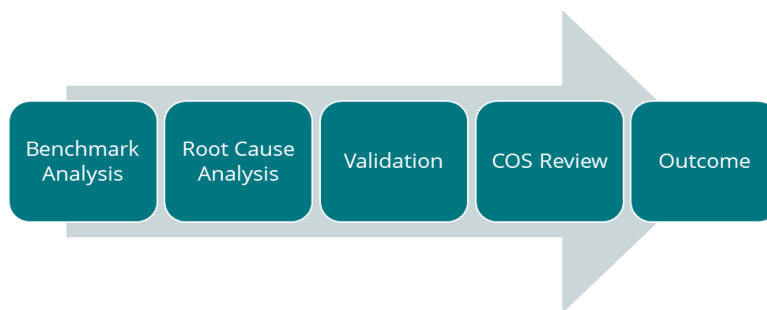 Benchmark
Analysis
Root Cause
Analysis
Validation
COS Review
Outcome